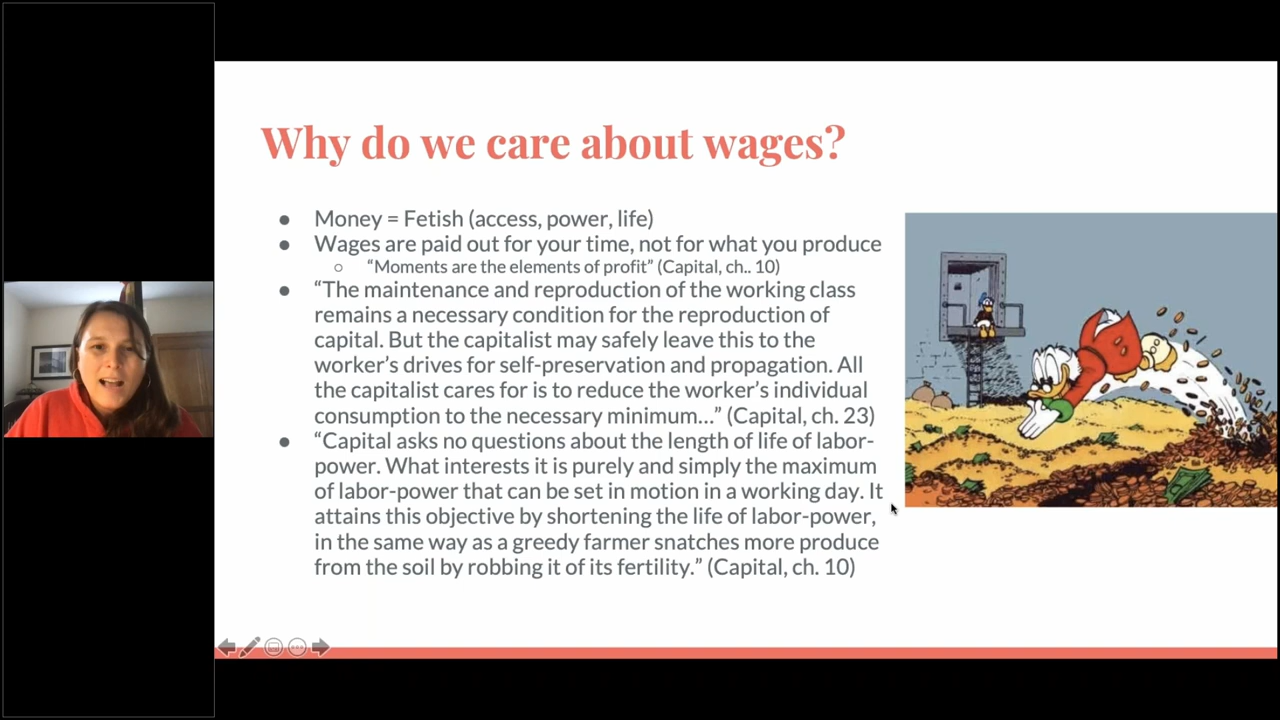 Why do we care about wages?
● Money = Fetish (access, power, life)
● Wages are paid out for your time, not for what you produce
○ “Moments are the elements of profit” (Capital, ch.. 10)
● “The maintenance and reproduction of the working class
remains a necessary condition for the reproduction of
capital. But the capitalist may safely leave this to the
worker’s drives for self-preservation and propagation. All
the capitalist cares for is to reduce the worker’s individual
consumption to the necessary minimum…” (Capital, ch. 23)
● “Capital asks no questions about the length of life of labor-
power. What interests it is purely and simply the maximum
of labor-power that can be set in motion in a working day. It
attains this objective by shortening the life of labor-power,
in the same way as a greedy farmer snatches more produce
from the soil by robbing it of its fertility.” (Capital, ch. 10)